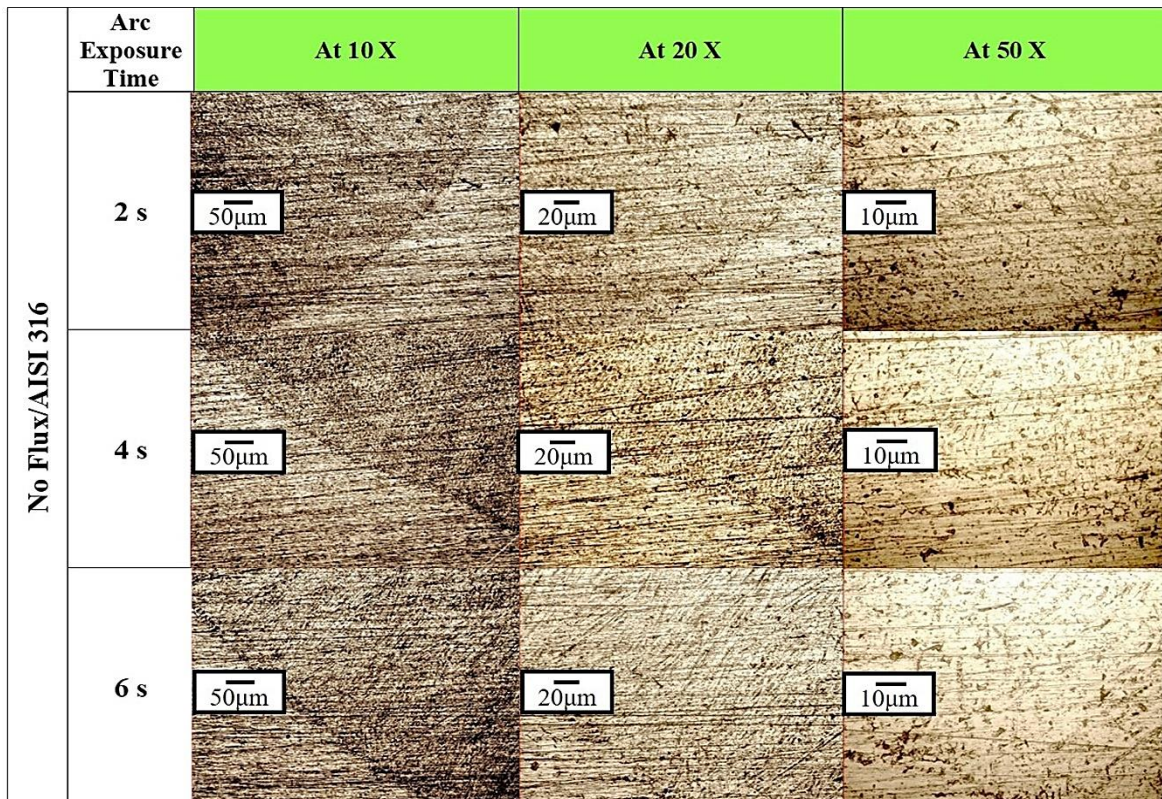 Arc
Exposure
Time
At 10 X
At 20 X
At 50 X
No Flux/AISI 316
2 s
50μm
20μm
10μm
4 s
50μm
20μm
10μm
6 s
50μm
20μm
10μm